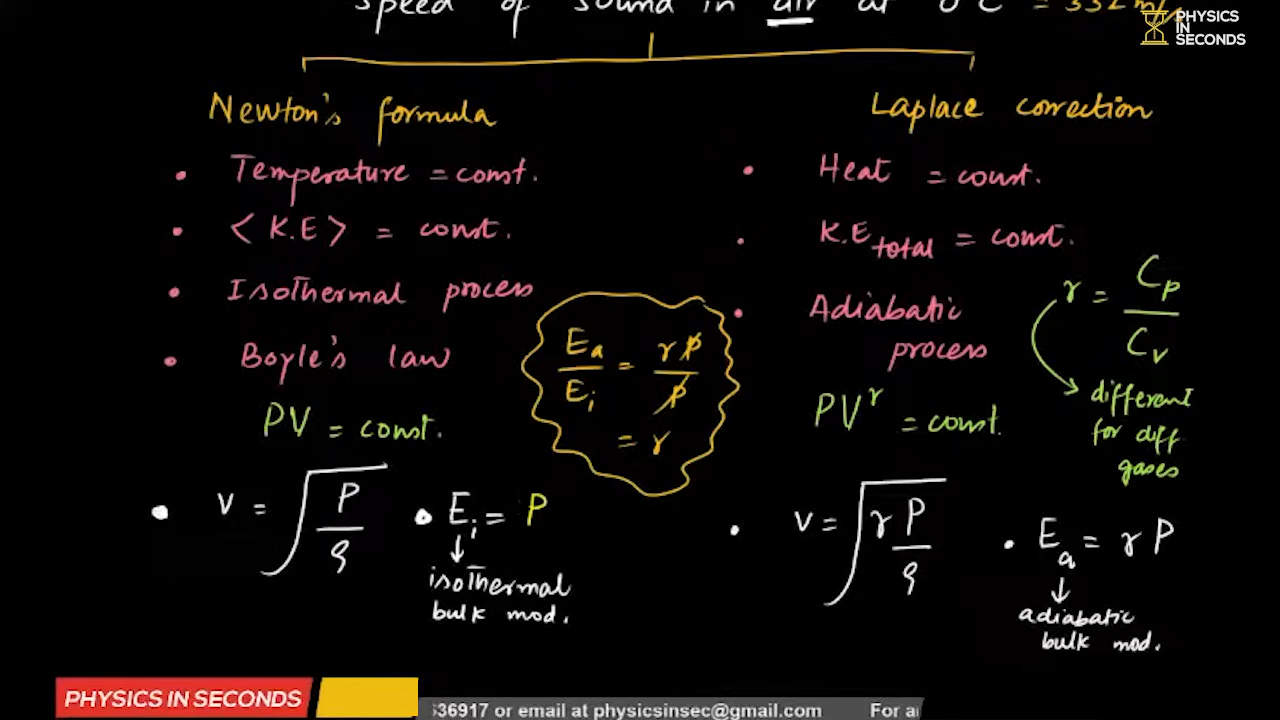 speed of sound in air at 0°C = 332 m/s
PHYSICS
IN
SECONDS
Newton's formula
• Temperature = const.
• <K.E> = const.
• Isothermal process
• Boyle's law
PV = const.
• v = √(P/ρ)
• Ei = P
↓
isothermal
bulk mod.
Ea/Ei = γP/P
= γ
Laplace correction
• Heat = const.
• K.Etotal = const.
• Adiabatic
process
γ = Cp/Cv
different
for diff
gases
PV^γ = const.
• v = √(γP/ρ)
• Ea = γP
↓
adiabatic
bulk mod.
PHYSICS IN SECONDS
36917 or email at physicsinsec@gmail.com For a